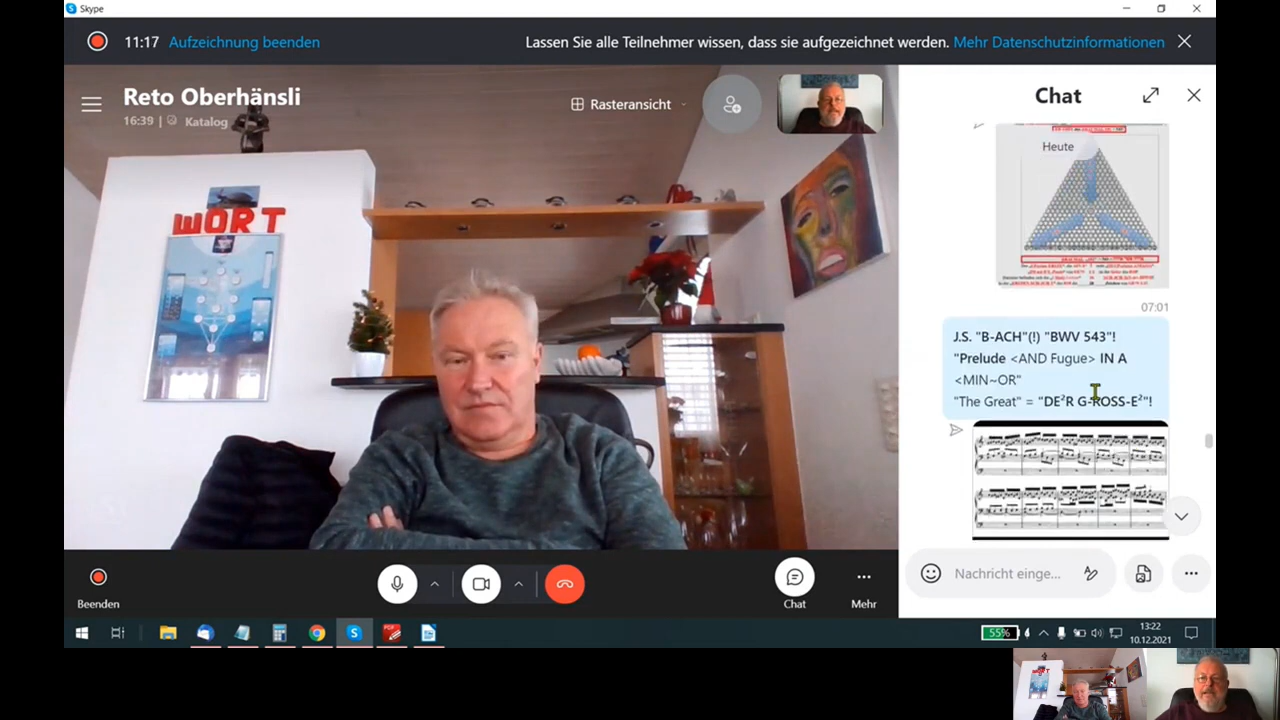 Skype
11:17 Aufzeichnung beenden
Lassen Sie alle Teilnehmer wissen, dass sie aufgezeichnet werden. Mehr Datenschutzinformationen
Reto Oberhänsli
16:39 | Katalog
Rasteransicht
WORT
Chat
Heute
07:01
J.S. "B-ACH"(!) "BWV 543"!
"Prelude <AND Fugue> IN A
<MIN~OR"
"The Great" = "DE²R G-ROSS-E²"!
Nachricht einge...
Beenden
Chat
Mehr
55%
13:22
10.12.2021
WORT